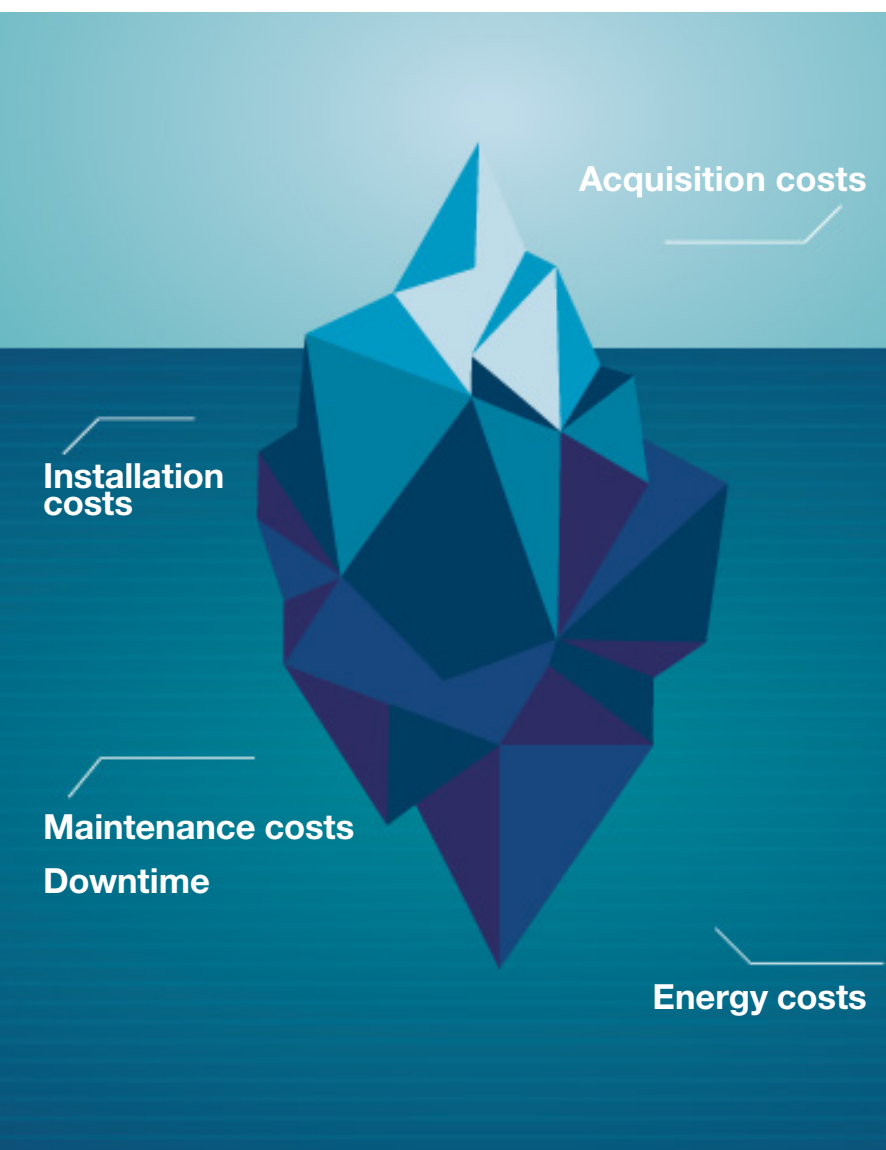 Acquisition costs
Installation
costs
Maintenance costs
Downtime
Energy costs